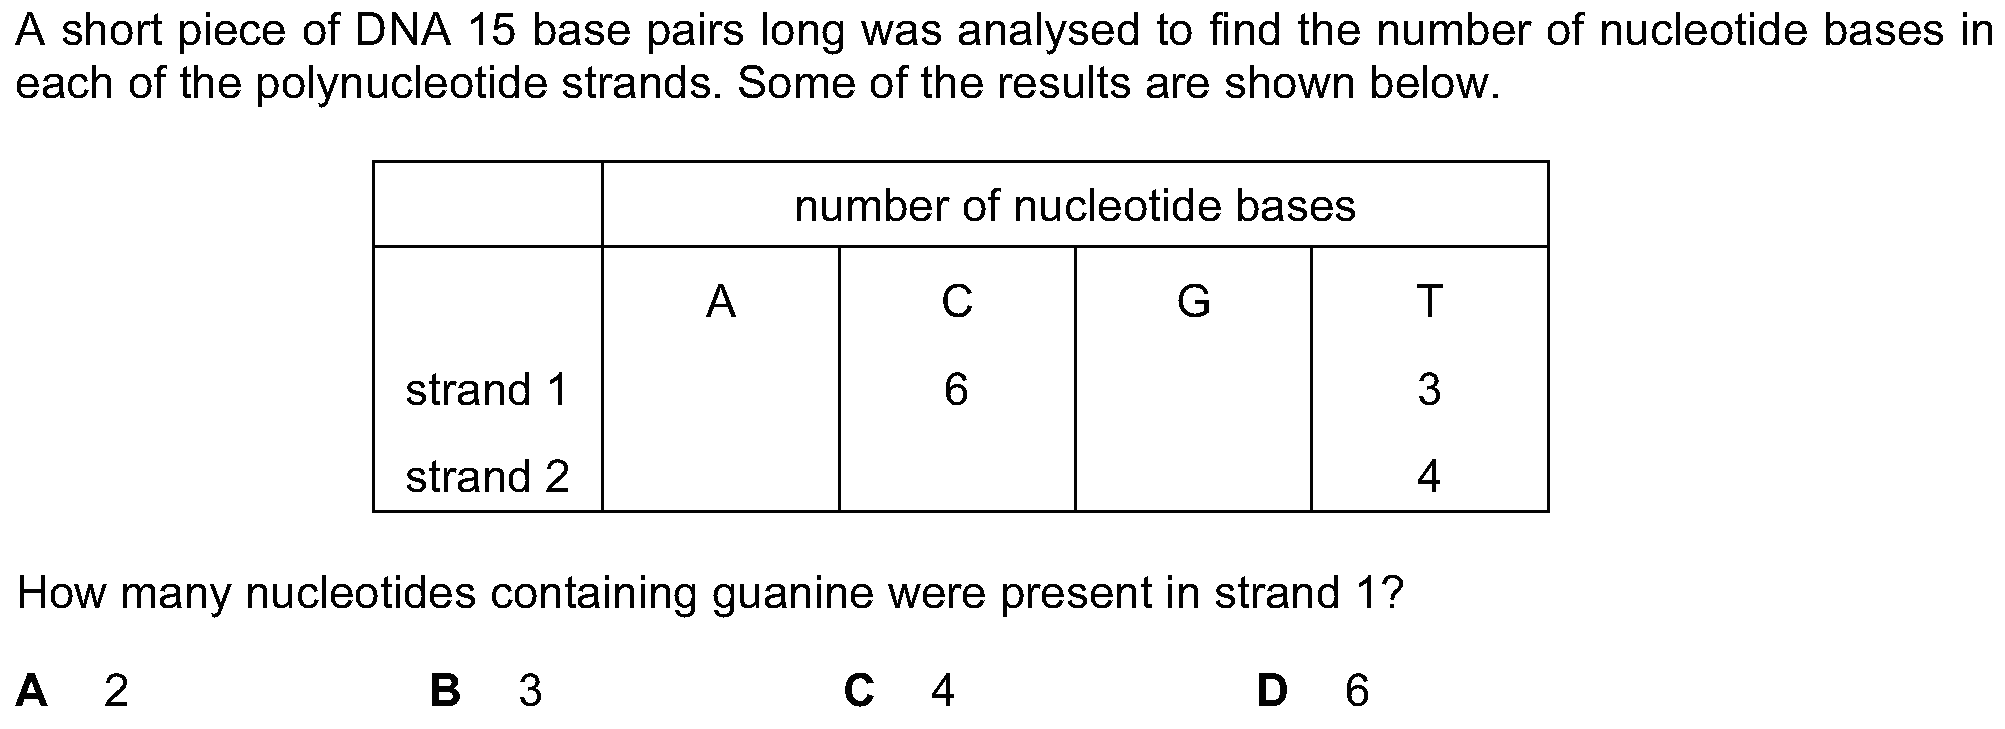 A short piece of DNA 15 base pairs long was analysed to find the number of nucleotide bases in
each of the polynucleotide strands. Some of the results are shown below.
number of nucleotide bases
A C G T
strand 1 6 3
strand 2 4
How many nucleotides containing guanine were present in strand 1?
A 2 B 3 C 4 D 6